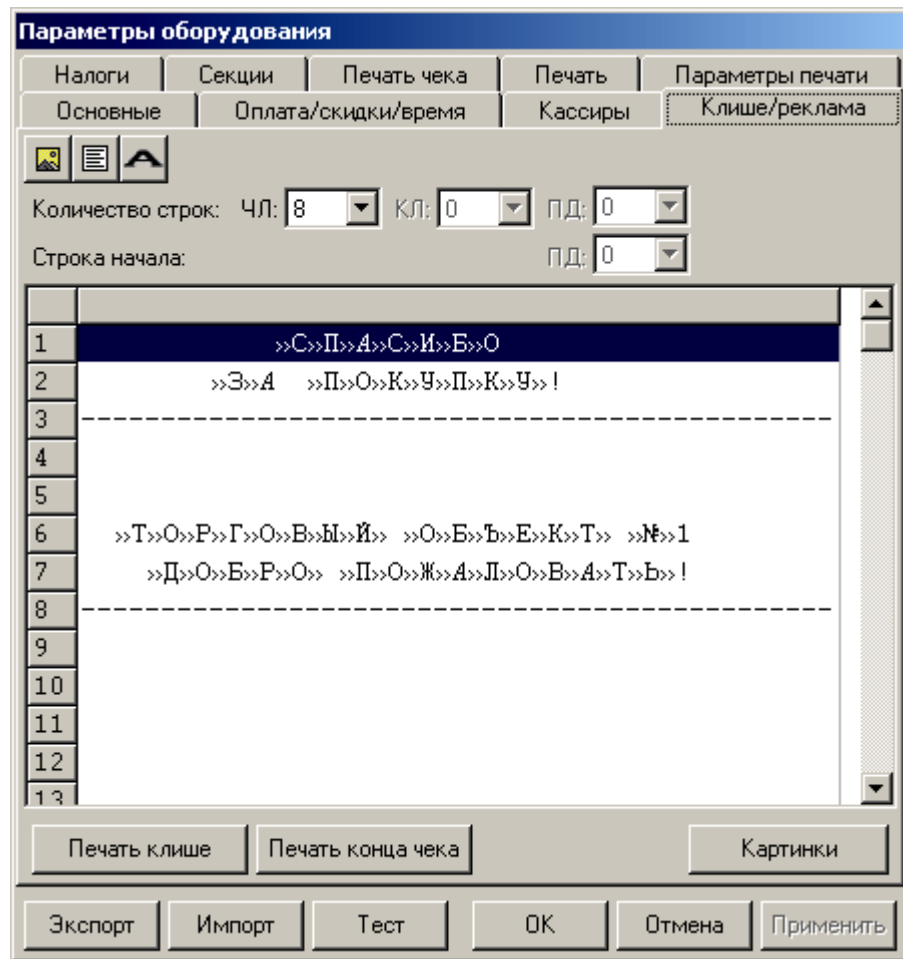 Параметры оборудования
Налоги Секции Печать чека Печать Параметры печати
Основные Оплата/скидки/время Кассиры Клише/реклама
Количество строк: ЧЛ: 8 КЛ: 0 ПД: 0
Строка начала: ПД: 0
1 »С»П»А»С»И»Б»О
2 »З»А »П»О»К»У»П»К»У»!
3 ------------------------------------------------
4
5
6 »Т»О»Р»Г»О»В»Ы»Й» »О»Б»Ъ»Е»К»Т» »№»1
7 »Д»О»Б»Р»О» »П»О»Ж»А»Л»О»В»А»Т»Ь»!
8 ------------------------------------------------
9
10
11
12
13
Печать клише Печать конца чека Картинки
Экспорт Импорт Тест OK Отмена Применить